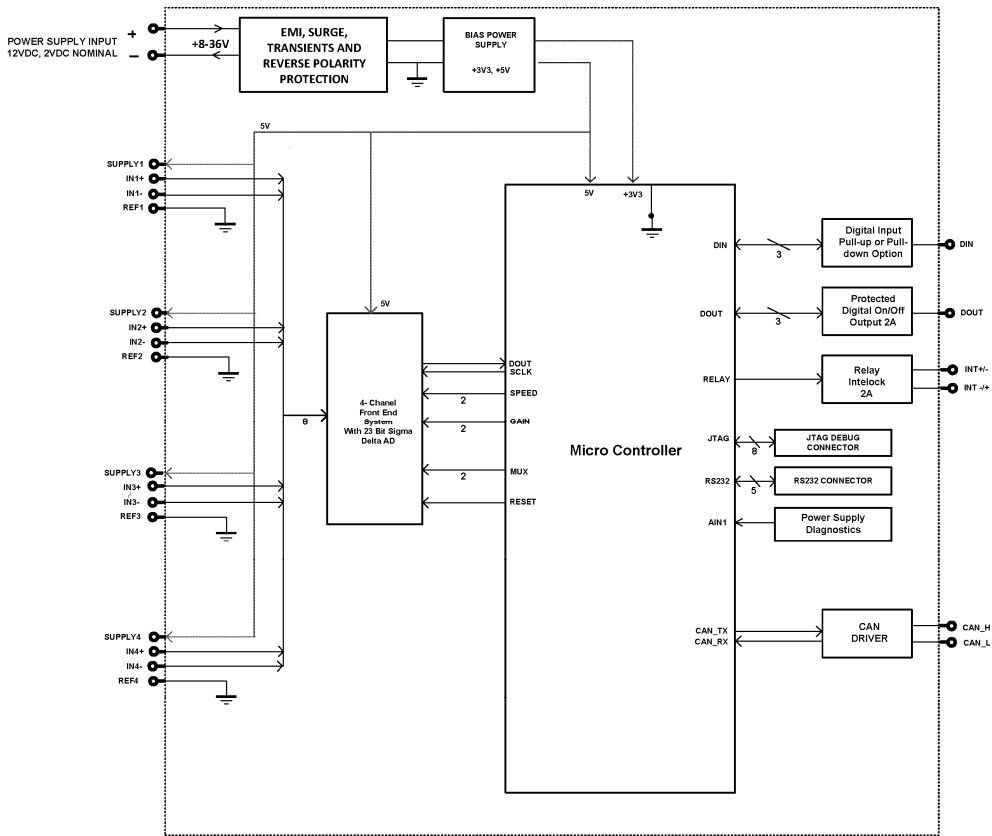 POWER SUPPLY INPUT
12VDC, 2VDC NOMINAL
+
–
+8-36V
EMI, SURGE,
TRANSIENTS AND
REVERSE POLARITY
PROTECTION
BIAS POWER
SUPPLY
+3V3, +5V
5V
SUPPLY1
IN1+
IN1-
REF1
SUPPLY2
IN2+
IN2-
REF2
SUPPLY3
IN3+
IN3-
REF3
SUPPLY4
IN4+
IN4-
REF4
8
5V
4- Chanel
Front End
System
With 23 Bit Sigma
Delta AD
2
2
2
5V
+3V3
DOUT
SCLK
SPEED
GAIN
MUX
RESET
Micro Controller
DIN
DOUT
RELAY
JTAG
RS232
AIN1
CAN_TX
CAN_RX
3
3
8
5
Digital Input
Pull-up or Pull-
down Option
DIN
Protected
Digital On/Off
Output 2A
DOUT
Relay
Intelock
2A
INT+/-
INT -/+
JTAG DEBUG
CONNECTOR
RS232 CONNECTOR
Power Supply
Diagnostics
CAN
DRIVER
CAN_H
CAN_L